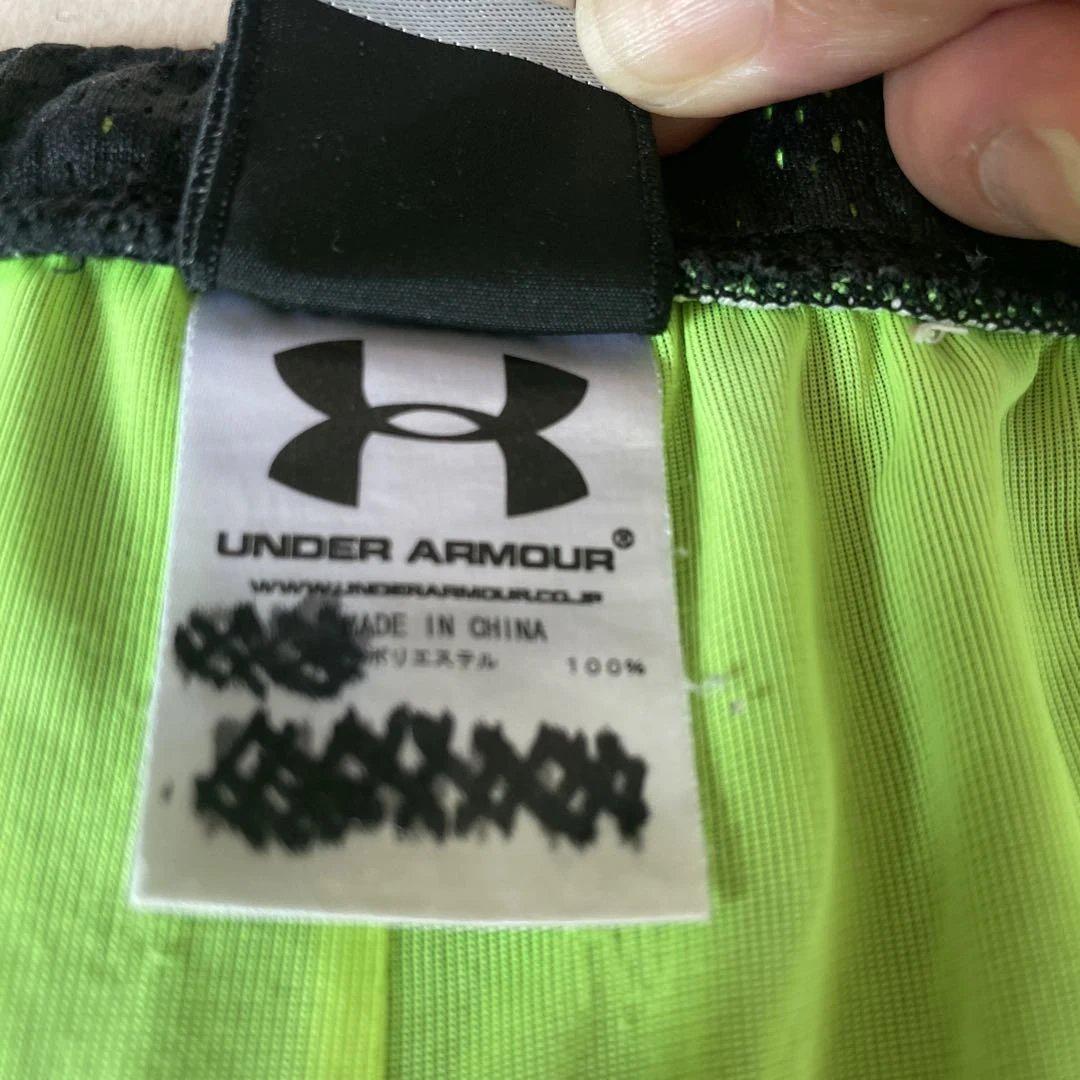 UNDER ARMOUR®
WWW.UNDERARMOUR.CO.JP
MADE IN CHINA
ポリエステル 100%